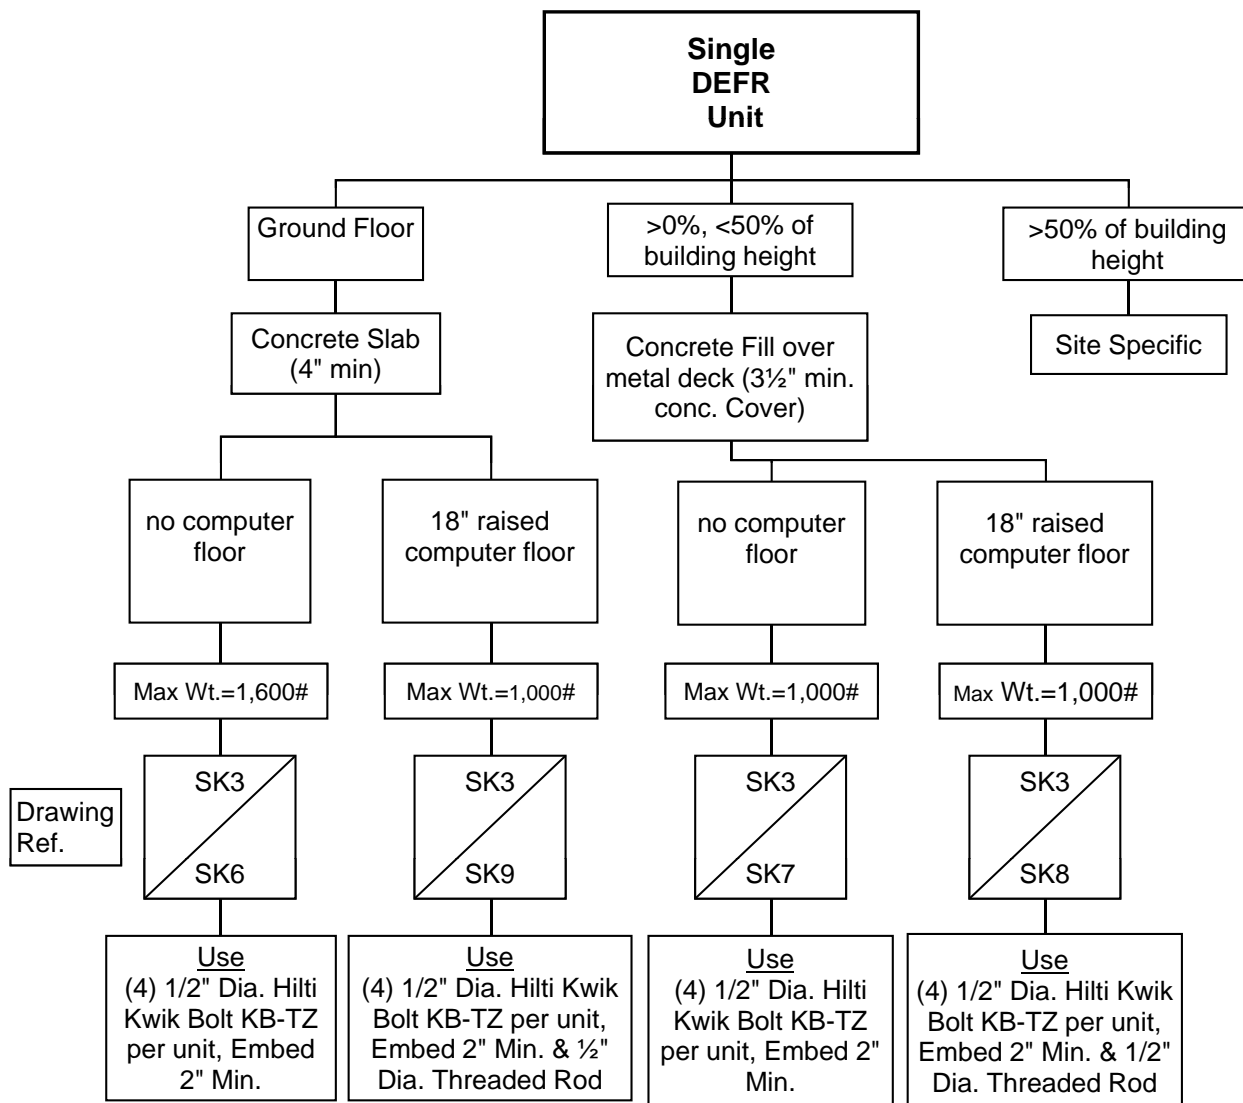 Single
DEFR
Unit
Ground Floor
>0%, <50% of
building height
>50% of building
height
Concrete Slab
(4" min)
Concrete Fill over
metal deck (3½" min.
conc. Cover)
Site Specific
no computer
floor
18" raised
computer floor
no computer
floor
18" raised
computer floor
Max Wt.=1,600#
Max Wt.=1,000#
Max Wt.=1,000#
Max Wt.=1,000#
Drawing
Ref.
SK3
SK6
SK3
SK9
SK3
SK7
SK3
SK8
Use
(4) 1/2" Dia. Hilti
Kwik Bolt KB-TZ
per unit, Embed
2" Min.
Use
(4) 1/2" Dia. Hilti Kwik
Bolt KB-TZ per unit,
Embed 2" Min. & ½"
Dia. Threaded Rod
Use
(4) 1/2" Dia. Hilti
Kwik Bolt KB-TZ
per unit, Embed 2"
Min.
Use
(4) 1/2" Dia. Hilti Kwik
Bolt KB-TZ per unit,
Embed 2" Min. & 1/2"
Dia. Threaded Rod